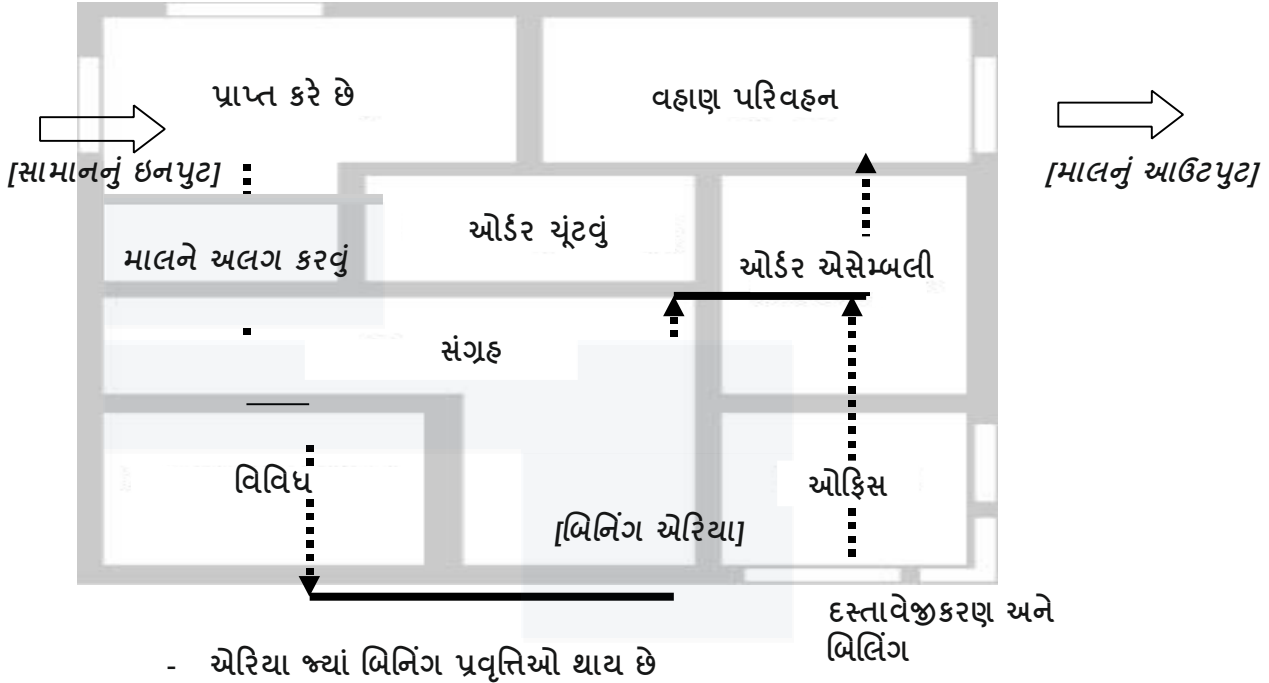 પ્રાપ્ત કરે છે
વહાણ પરિવહન
[સામાનનું ઇનપુટ]
[માલનું આઉટપુટ]
ઓર્ડર ચૂંટવું
માલને અલગ કરવું
ઓર્ડર એસેમ્બલી
સંગ્રહ
વિવિધ
ઓફિસ
[બિનિંગ એરિયા]
દસ્તાવેજીકરણ અને
બિલિંગ
- એરિયા જ્યાં બિનિંગ પ્રવૃત્તિઓ થાય છે